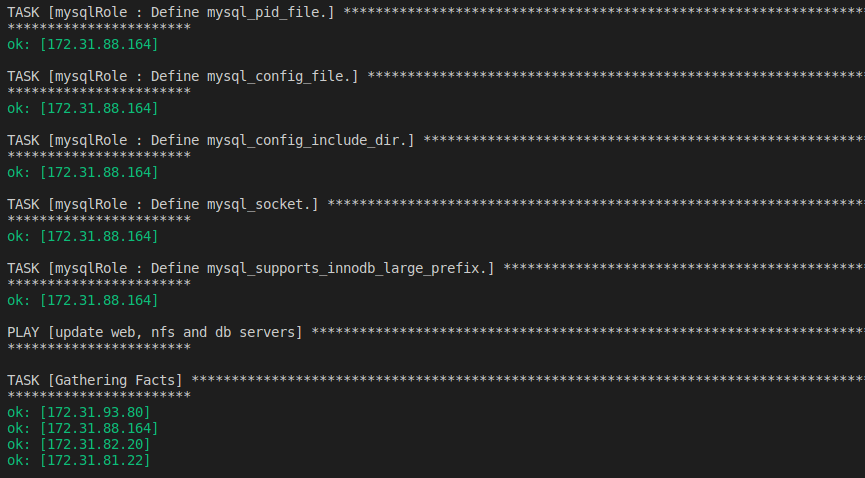 TASK [mysqlRole : Define mysql_pid_file.] *****************************************************************
***********************
ok: [172.31.88.164]
TASK [mysqlRole : Define mysql_config_file.] **************************************************************
***********************
ok: [172.31.88.164]
TASK [mysqlRole : Define mysql_config_include_dir.] *******************************************************
***********************
ok: [172.31.88.164]
TASK [mysqlRole : Define mysql_socket.] *******************************************************************
***********************
ok: [172.31.88.164]
TASK [mysqlRole : Define mysql_supports_innodb_large_prefix.] *********************************************
***********************
ok: [172.31.88.164]
PLAY [update web, nfs and db servers] *********************************************************************
***********************
TASK [Gathering Facts] ************************************************************************************
***********************
ok: [172.31.93.80]
ok: [172.31.88.164]
ok: [172.31.82.20]
ok: [172.31.81.22]